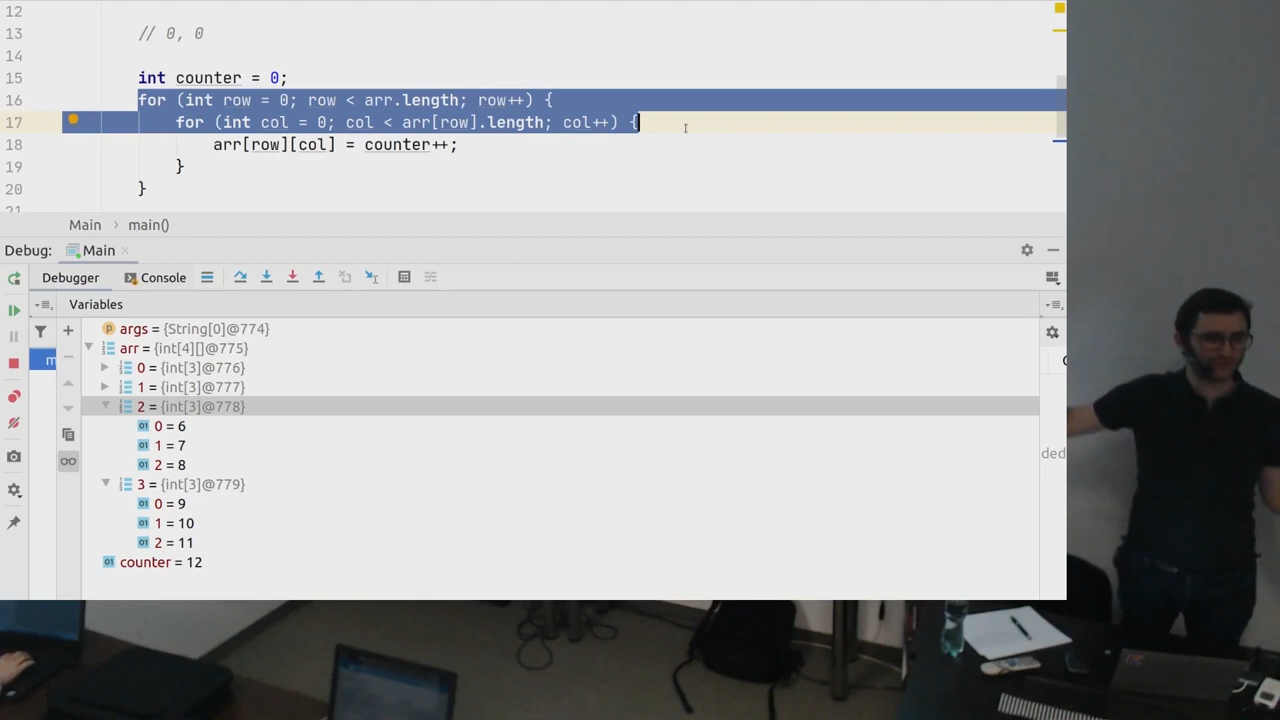 12
13 // 0, 0
14
15 int counter = 0;
16 for (int row = 0; row < arr.length; row++) {
17 for (int col = 0; col < arr[row].length; col++) {
18 arr[row][col] = counter++;
19 }
20 }
21
Main › main()
Debug: Main ×
Debugger Console
Variables
args = {String[0]@774}
arr = {int[4][]@775}
0 = {int[3]@776}
1 = {int[3]@777}
2 = {int[3]@778}
0 = 6
1 = 7
2 = 8
3 = {int[3]@779}
0 = 9
1 = 10
2 = 11
counter = 12
ded